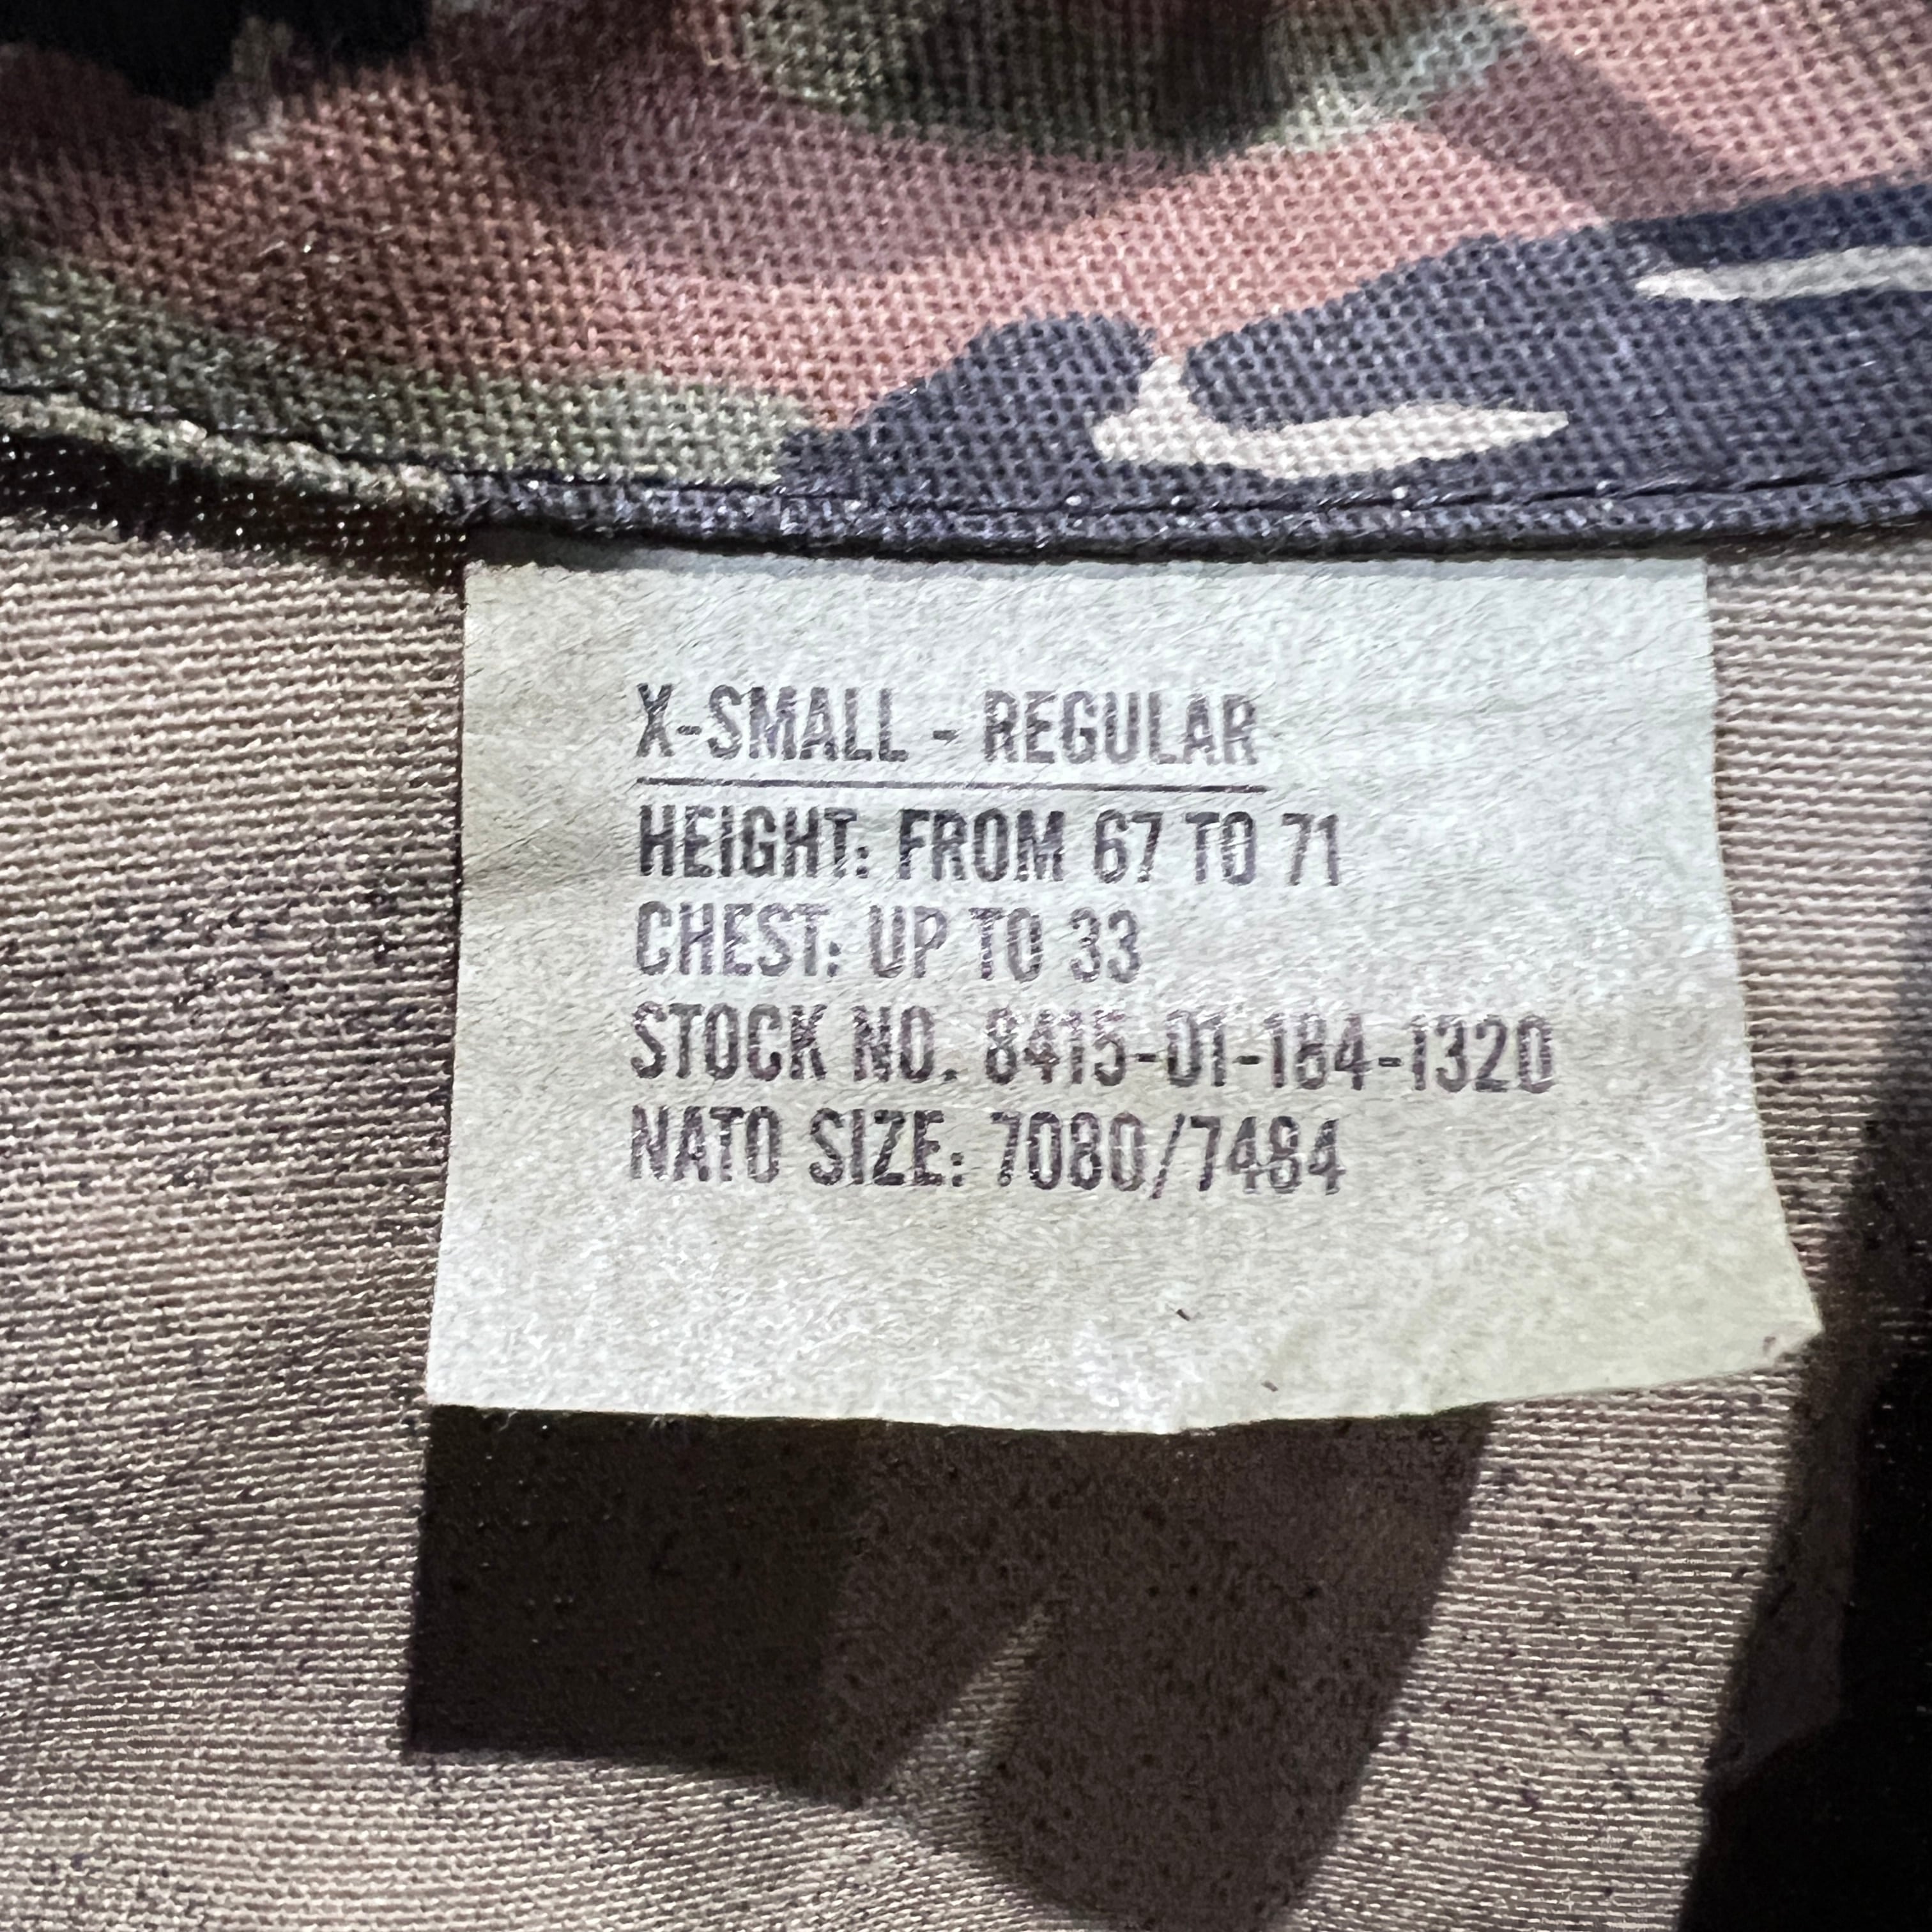 X-SMALL - REGULAR
HEIGHT: FROM 67 TO 71
CHEST: UP TO 33
STOCK NO. 8415-01-184-1320
NATO SIZE: 7080/7484